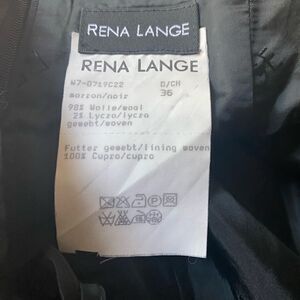 RENA LANGE
RENA LANGE
W7-0719C22 D/CH
marron/noir 36
98% Wolle/wool
2% Lycra/lycra
gewebt/woven
Futter gewebt/lining woven
100% Cupro/cupro